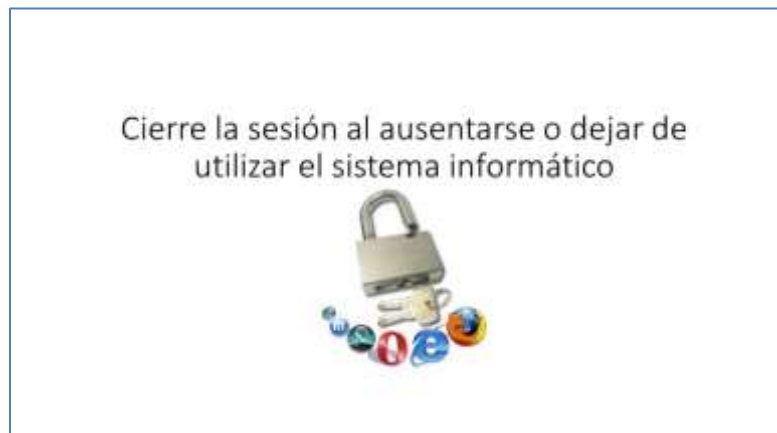 Cierre la sesión al ausentarse o dejar de
utilizar el sistema informático